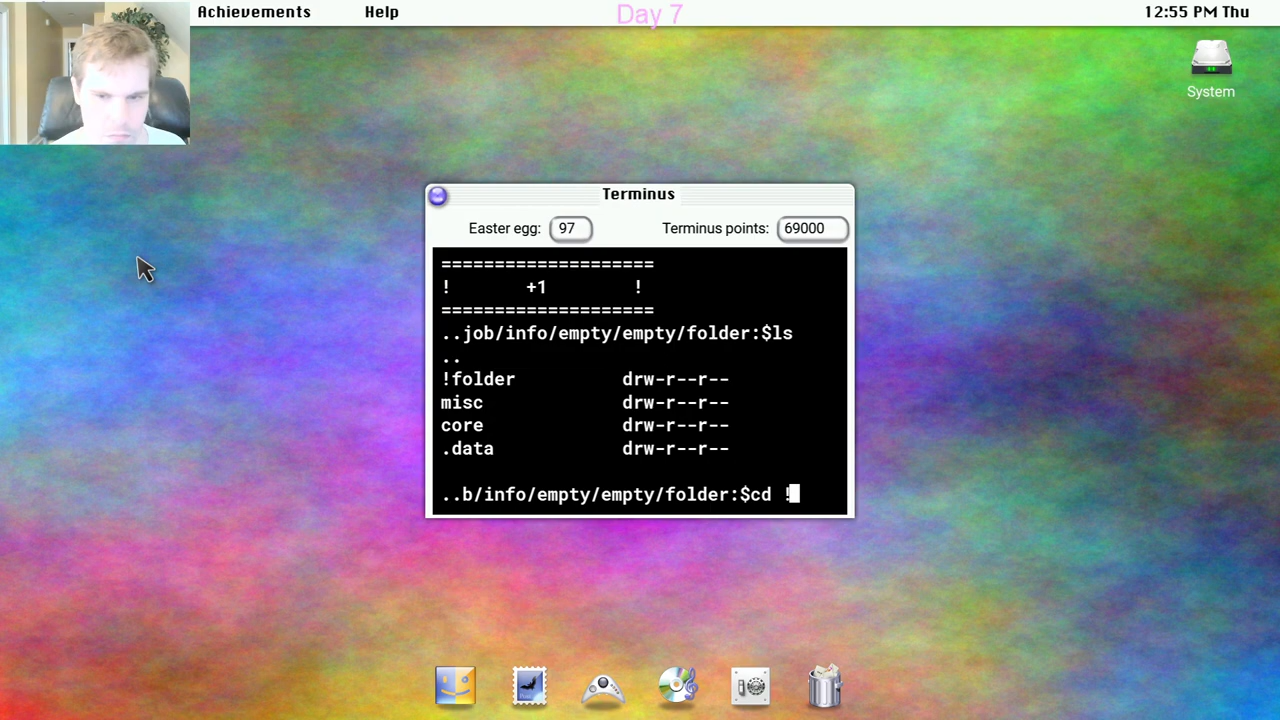 Achievements Help Day 7 12:55 PM Thu
System
Terminus
Easter egg: 97 Terminus points: 69000
====================
! +1 !
====================
..job/info/empty/empty/folder:$ls
..
!folder drw-r--r--
misc drw-r--r--
core drw-r--r--
.data drw-r--r--
..b/info/empty/empty/folder:$cd !